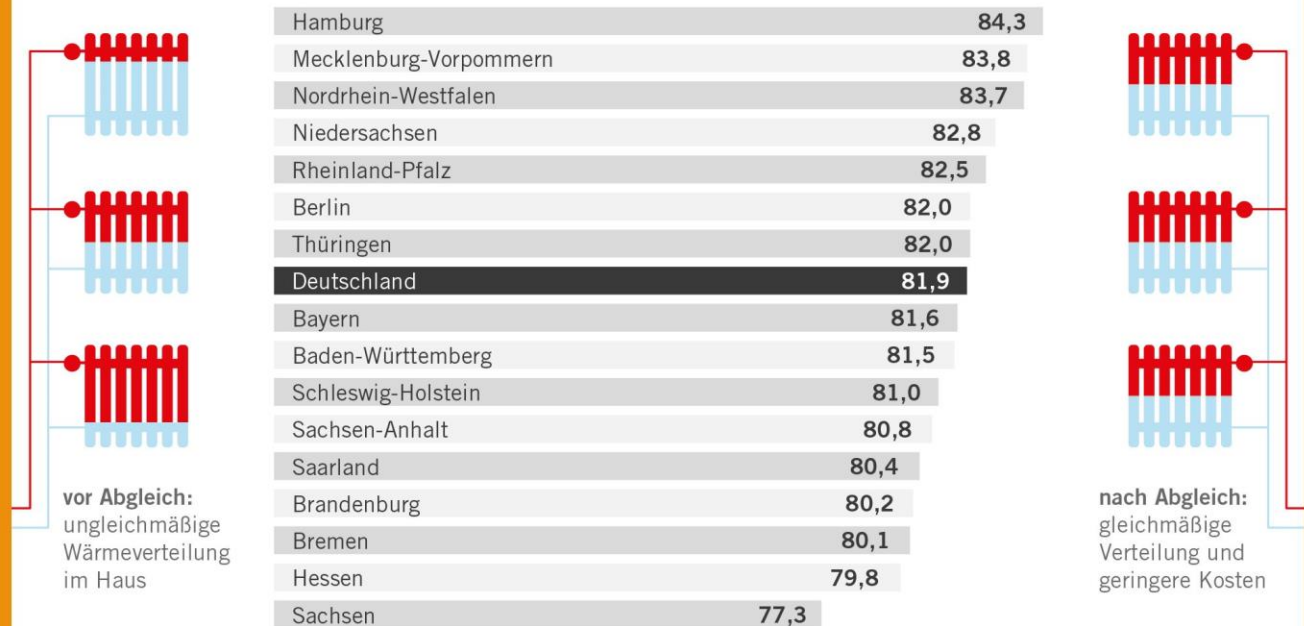 Hamburg 84,3
Mecklenburg-Vorpommern 83,8
Nordrhein-Westfalen 83,7
Niedersachsen 82,8
Rheinland-Pfalz 82,5
Berlin 82,0
Thüringen 82,0
Deutschland 81,9
Bayern 81,6
Baden-Württemberg 81,5
Schleswig-Holstein 81,0
Sachsen-Anhalt 80,8
Saarland 80,4
Brandenburg 80,2
Bremen 80,1
Hessen 79,8
Sachsen 77,3
vor Abgleich:
ungleichmäßige
Wärmeverteilung
im Haus
nach Abgleich:
gleichmäßige
Verteilung und
geringere Kosten